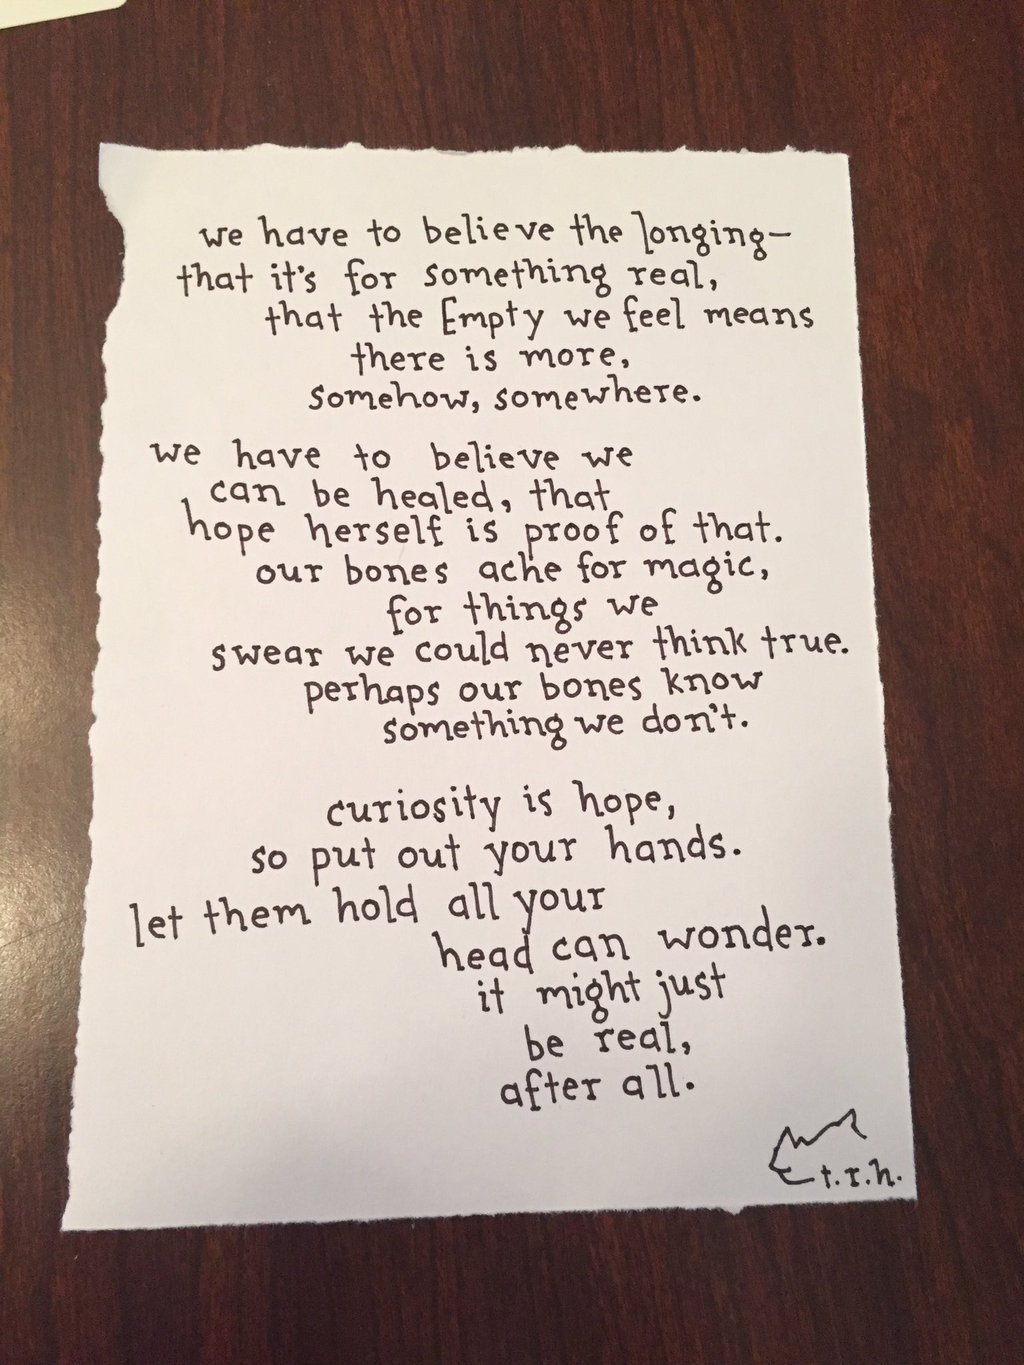 we have to believe the longing—
that it's for something real,
that the Empty we feel means
there is more,
somehow, somewhere.
we have to believe we
can be healed, that
hope herself is proof of that.
our bones ache for magic,
for things we
swear we could never think true.
perhaps our bones know
something we don't.
curiosity is hope,
so put out your hands.
let them hold all your
head can wonder.
it might just
be real,
after all.
t.r.h.